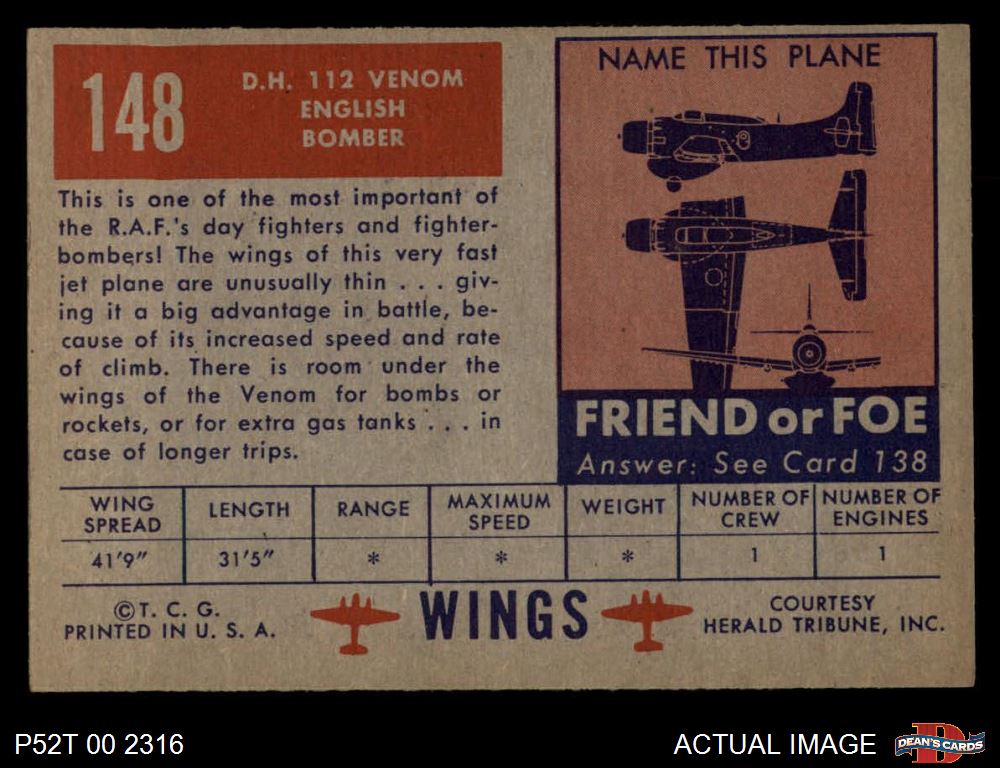 148
D.H. 112 VENOM
ENGLISH
BOMBER
This is one of the most important of
the R.A.F.'s day fighters and fighter-
bombers! The wings of this very fast
jet plane are unusually thin . . . giv-
ing it a big advantage in battle, be-
cause of its increased speed and rate
of climb. There is room under the
wings of the Venom for bombs or
rockets, or for extra gas tanks . . . in
case of longer trips.
NAME THIS PLANE
FRIEND or FOE
Answer: See Card 138
WING SPREAD LENGTH RANGE MAXIMUM SPEED WEIGHT NUMBER OF CREW NUMBER OF ENGINES
41'9" 31'5" * * * 1 1
©T. C. G.
PRINTED IN U. S. A.
WINGS
COURTESY
HERALD TRIBUNE, INC.
P52T 00 2316
ACTUAL IMAGE
D
DEAN'S CARDS